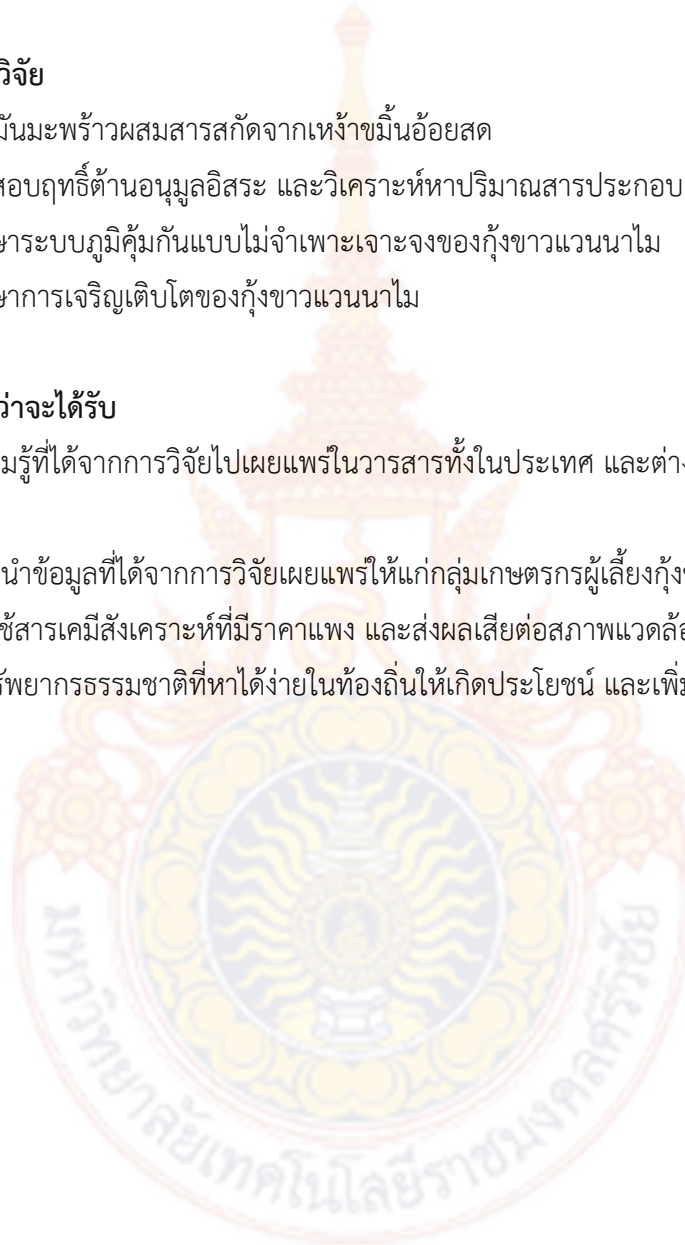 วิจัย
มันมะพร้าวผสมสารสกัดจากเหง้าขมิ้นอ้อยสด
สอบฤทธิ์ต้านอนุมูลอิสระ และวิเคราะห์หาปริมาณสารประกอบ
ษาระบบภูมิคุ้มกันแบบไม่จำเพาะเจาะจงของกุ้งขาวแวนนาไม
ษาการเจริญเติบโตของกุ้งขาวแวนนาไม
ว่าจะได้รับ
มรู้ที่ได้จากการวิจัยไปเผยแพร่ในวารสารทั้งในประเทศ และต่าง
นำข้อมูลที่ได้จากการวิจัยเผยแพร่ให้แก่กลุ่มเกษตรกรผู้เลี้ยงกุ้งข
ช้สารเคมีสังเคราะห์ที่มีราคาแพง และส่งผลเสียต่อสภาพแวดล้อ
รัพยากรธรรมชาติที่หาได้ง่ายในท้องถิ่นให้เกิดประโยชน์ และเพิ่ม
มหาวิทยาลัยเทคโนโลยีราชมงคลศรีวิชัย